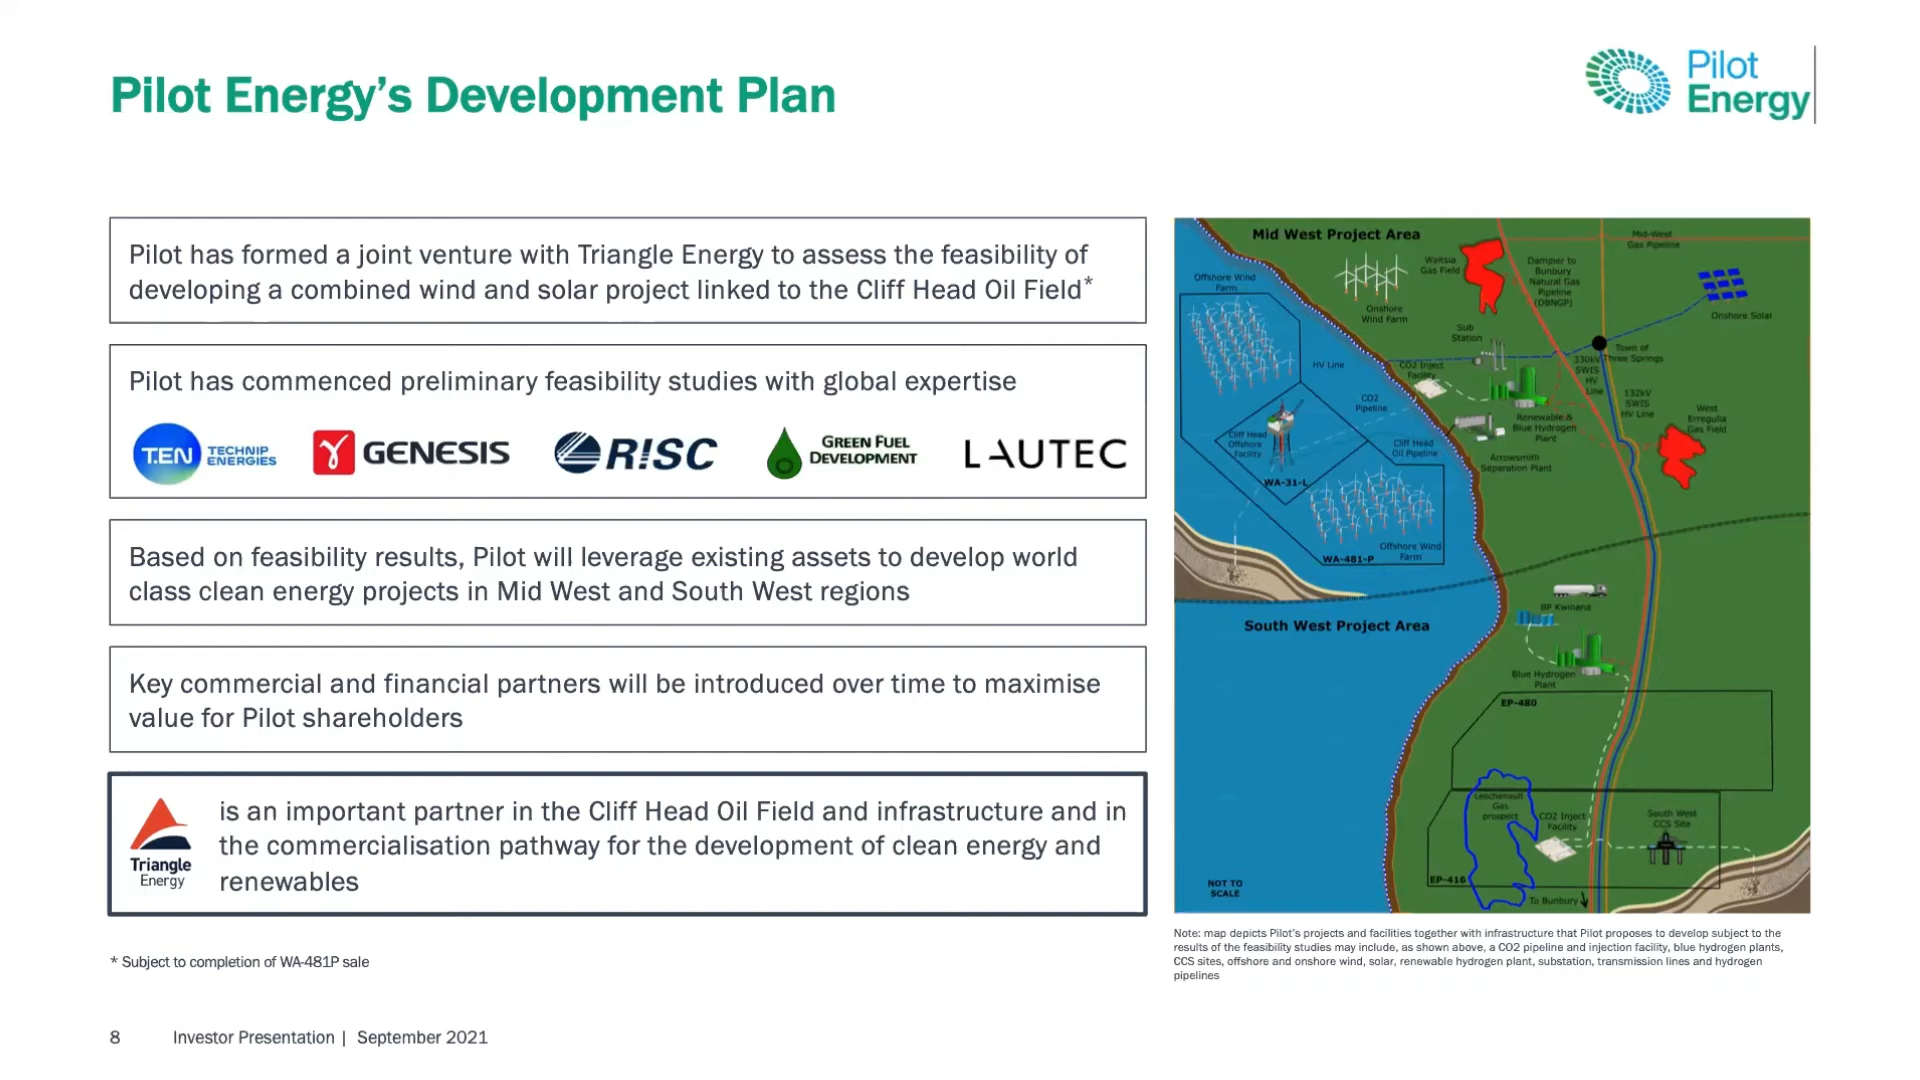 Pilot Energy’s Development Plan
Pilot
Energy
Pilot has formed a joint venture with Triangle Energy to assess the feasibility of
developing a combined wind and solar project linked to the Cliff Head Oil Field*
Pilot has commenced preliminary feasibility studies with global expertise
T.EN TECHNIP
ENERGIES
GENESIS
R!SC
GREEN FUEL
DEVELOPMENT
LAUTEC
Based on feasibility results, Pilot will leverage existing assets to develop world
class clean energy projects in Mid West and South West regions
Key commercial and financial partners will be introduced over time to maximise
value for Pilot shareholders
Triangle
Energy
is an important partner in the Cliff Head Oil Field and infrastructure and in
the commercialisation pathway for the development of clean energy and
renewables
* Subject to completion of WA-481P sale
Mid West Project Area
Mid-West
Gas Pipeline
Waitsia
Gas Field
Dampier to
Bunbury
Natural Gas
Pipeline
(DBNGP)
Offshore Wind
Farm
Onshore
Wind Farm
Onshore Solar
Sub
Station
Town of
Three Springs
330kV
SWIS
HV
Line
HV Line
CO2 Inject
Facility
132kV
SWIS
HV Line
CO2
Pipeline
West
Erregulla
Gas Field
Renewable &
Blue Hydrogen
Plant
Cliff Head
Offshore
Facility
Cliff Head
Oil Pipeline
Arrowsmith
Separation Plant
WA-31-L
Offshore Wind
Farm
WA-481-P
BP Kwinana
South West Project Area
Blue Hydrogen
Plant
EP-480
Leschenault
Gas
prospect
CO2 Inject
Facility
South West
CCS Site
EP-416
NOT TO
SCALE
To Bunbury
Note: map depicts Pilot’s projects and facilities together with infrastructure that Pilot proposes to develop subject to the
results of the feasibility studies may include, as shown above, a CO2 pipeline and injection facility, blue hydrogen plants,
CCS sites, offshore and onshore wind, solar, renewable hydrogen plant, substation, transmission lines and hydrogen
pipelines
8 Investor Presentation | September 2021